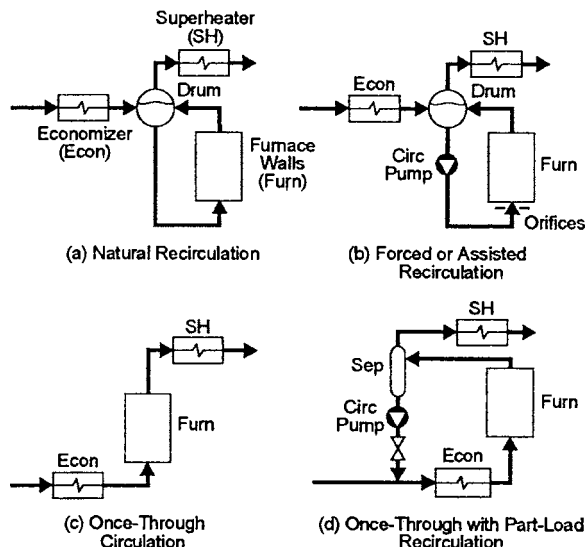 Superheater
(SH)
Drum
Economizer
(Econ)
Furnace
Walls
(Furn)
(a) Natural Recirculation
SH
Econ
Drum
Circ
Pump
Furn
Orifices
(b) Forced or Assisted
Recirculation
SH
Furn
Econ
(c) Once-Through
Circulation
SH
Sep
Circ
Pump
Furn
Econ
(d) Once-Through with Part-Load
Recirculation